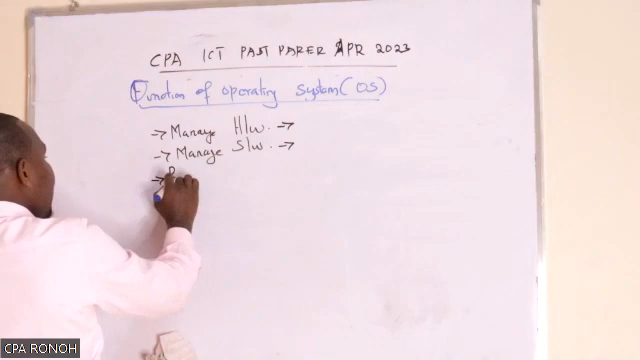 CPA ICT PAST PAPER APR 2023
Function of operating system (OS)
→ Manage H/w. →
→ Manage S/w. →
→ P
CPA RONOH